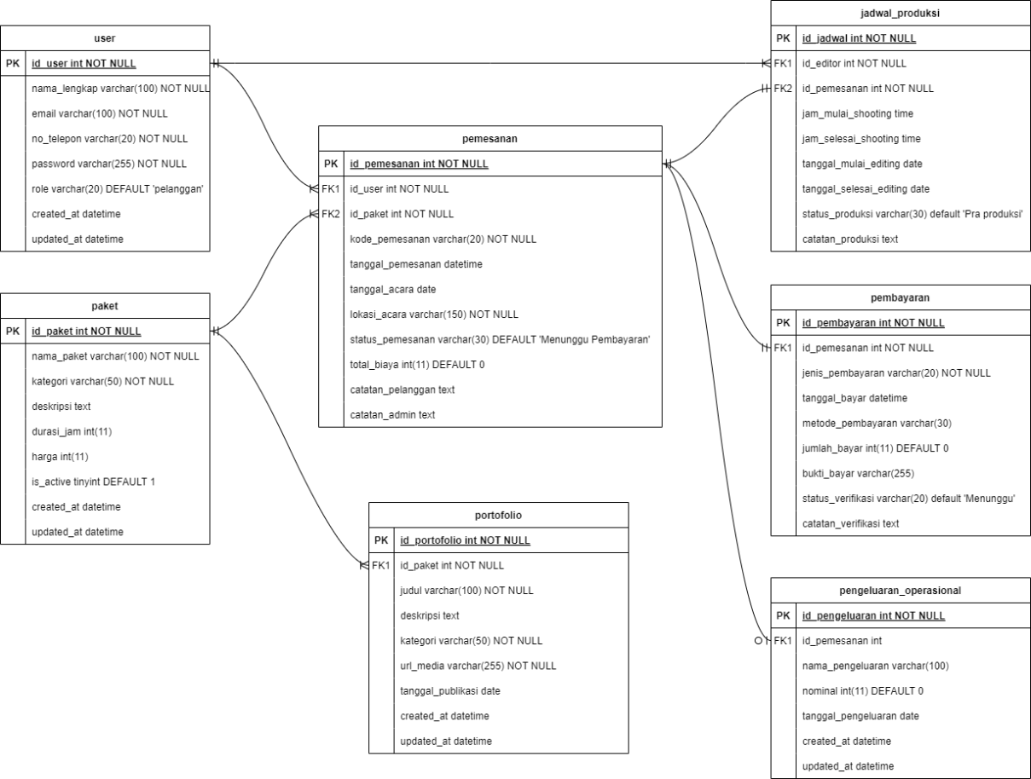 user
PK id_user int NOT NULL
nama_lengkap varchar(100) NOT NULL
email varchar(100) NOT NULL
no_telepon varchar(20) NOT NULL
password varchar(255) NOT NULL
role varchar(20) DEFAULT 'pelanggan'
created_at datetime
updated_at datetime
paket
PK id_paket int NOT NULL
nama_paket varchar(100) NOT NULL
kategori varchar(50) NOT NULL
deskripsi text
durasi_jam int(11)
harga int(11)
is_active tinyint DEFAULT 1
created_at datetime
updated_at datetime
pemesanan
PK id_pemesanan int NOT NULL
FK1 id_user int NOT NULL
FK2 id_paket int NOT NULL
kode_pemesanan varchar(20) NOT NULL
tanggal_pemesanan datetime
tanggal_acara date
lokasi_acara varchar(150) NOT NULL
status_pemesanan varchar(30) DEFAULT 'Menunggu Pembayaran'
total_biaya int(11) DEFAULT 0
catatan_pelanggan text
catatan_admin text
portofolio
PK id_portofolio int NOT NULL
FK1 id_paket int NOT NULL
judul varchar(100) NOT NULL
deskripsi text
kategori varchar(50) NOT NULL
url_media varchar(255) NOT NULL
tanggal_publikasi date
created_at datetime
updated_at datetime
jadwal_produksi
PK id_jadwal int NOT NULL
FK1 id_editor int NOT NULL
FK2 id_pemesanan int NOT NULL
jam_mulai_shooting time
jam_selesai_shooting time
tanggal_mulai_editing date
tanggal_selesai_editing date
status_produksi varchar(30) default 'Pra produksi'
catatan_produksi text
pembayaran
PK id_pembayaran int NOT NULL
FK1 id_pemesanan int NOT NULL
jenis_pembayaran varchar(20) NOT NULL
tanggal_bayar datetime
metode_pembayaran varchar(30)
jumlah_bayar int(11) DEFAULT 0
bukti_bayar varchar(255)
status_verifikasi varchar(20) default 'Menunggu'
catatan_verifikasi text
pengeluaran_operasional
PK id_pengeluaran int NOT NULL
FK1 id_pemesanan int
nama_pengeluaran varchar(100)
nominal int(11) DEFAULT 0
tanggal_pengeluaran date
created_at datetime
updated_at datetime